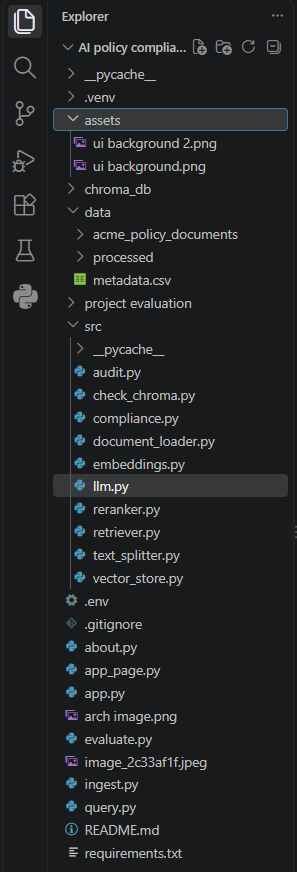 Explorer
AI policy complia...
__pycache__
.venv
assets
ui background 2.png
ui background.png
chroma_db
data
acme_policy_documents
processed
metadata.csv
project evaluation
src
__pycache__
audit.py
check_chroma.py
compliance.py
document_loader.py
embeddings.py
llm.py
reranker.py
retriever.py
text_splitter.py
vector_store.py
.env
.gitignore
about.py
app_page.py
app.py
arch image.png
evaluate.py
image_2c33af1f.jpeg
ingest.py
query.py
README.md
requirements.txt